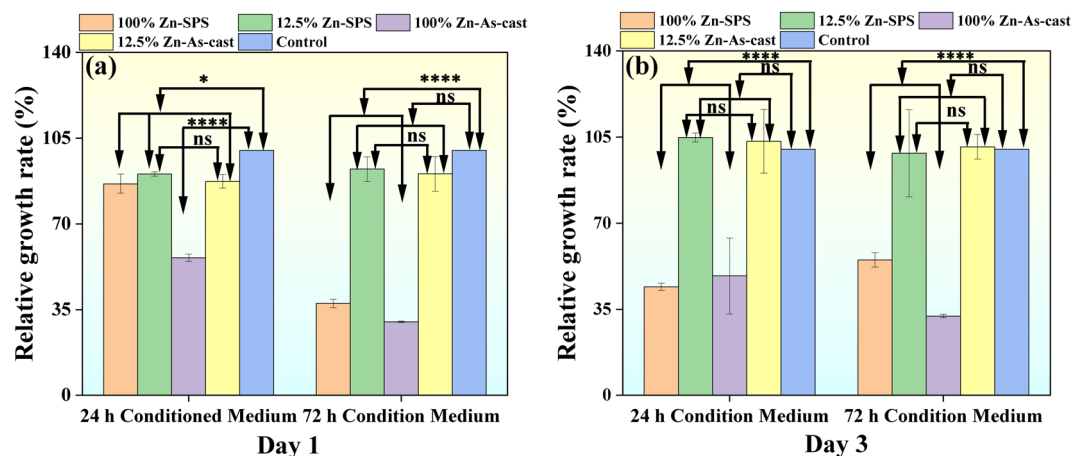 100% Zn-SPS 12.5% Zn-SPS 100% Zn-As-cast
12.5% Zn-As-cast Control
(a)
Relative growth rate (%)
140
105
70
35
0
*
****
ns
****
ns
ns
24 h Conditioned Medium 72 h Condition Medium
Day 1
100% Zn-SPS 12.5% Zn-SPS 100% Zn-As-cast
12.5% Zn-As-cast Control
(b)
Relative growth rate (%)
140
105
70
35
0
****
ns
ns
****
ns
ns
24 h Condition Medium 72 h Condition Medium
Day 3